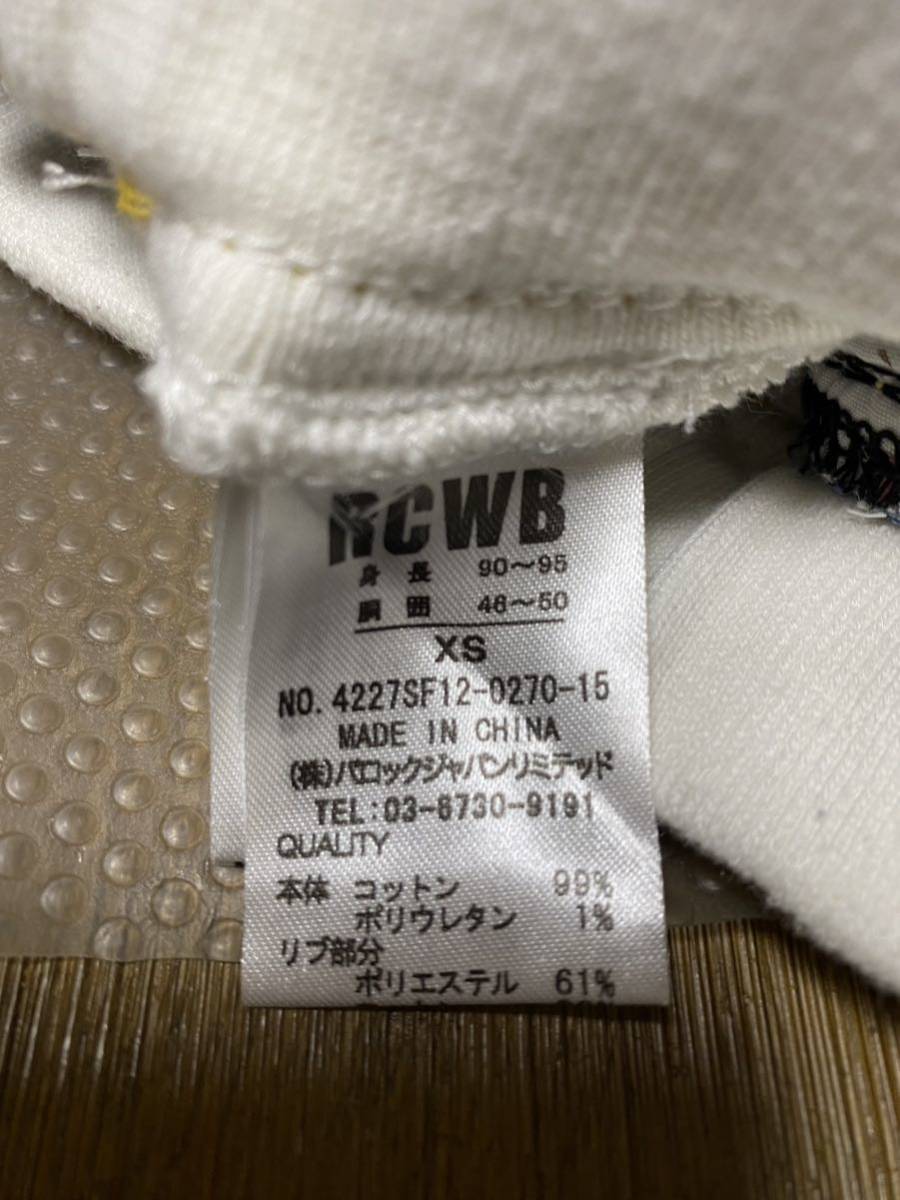 RCWB
身長 90〜95
胴囲 46〜50
XS
NO. 4227SF12-0270-15
MADE IN CHINA
(株)バロックジャパンリミテッド
TEL:03-6730-9191
QUALITY
本体 コットン 99%
ポリウレタン 1%
リブ部分
ポリエステル 61%